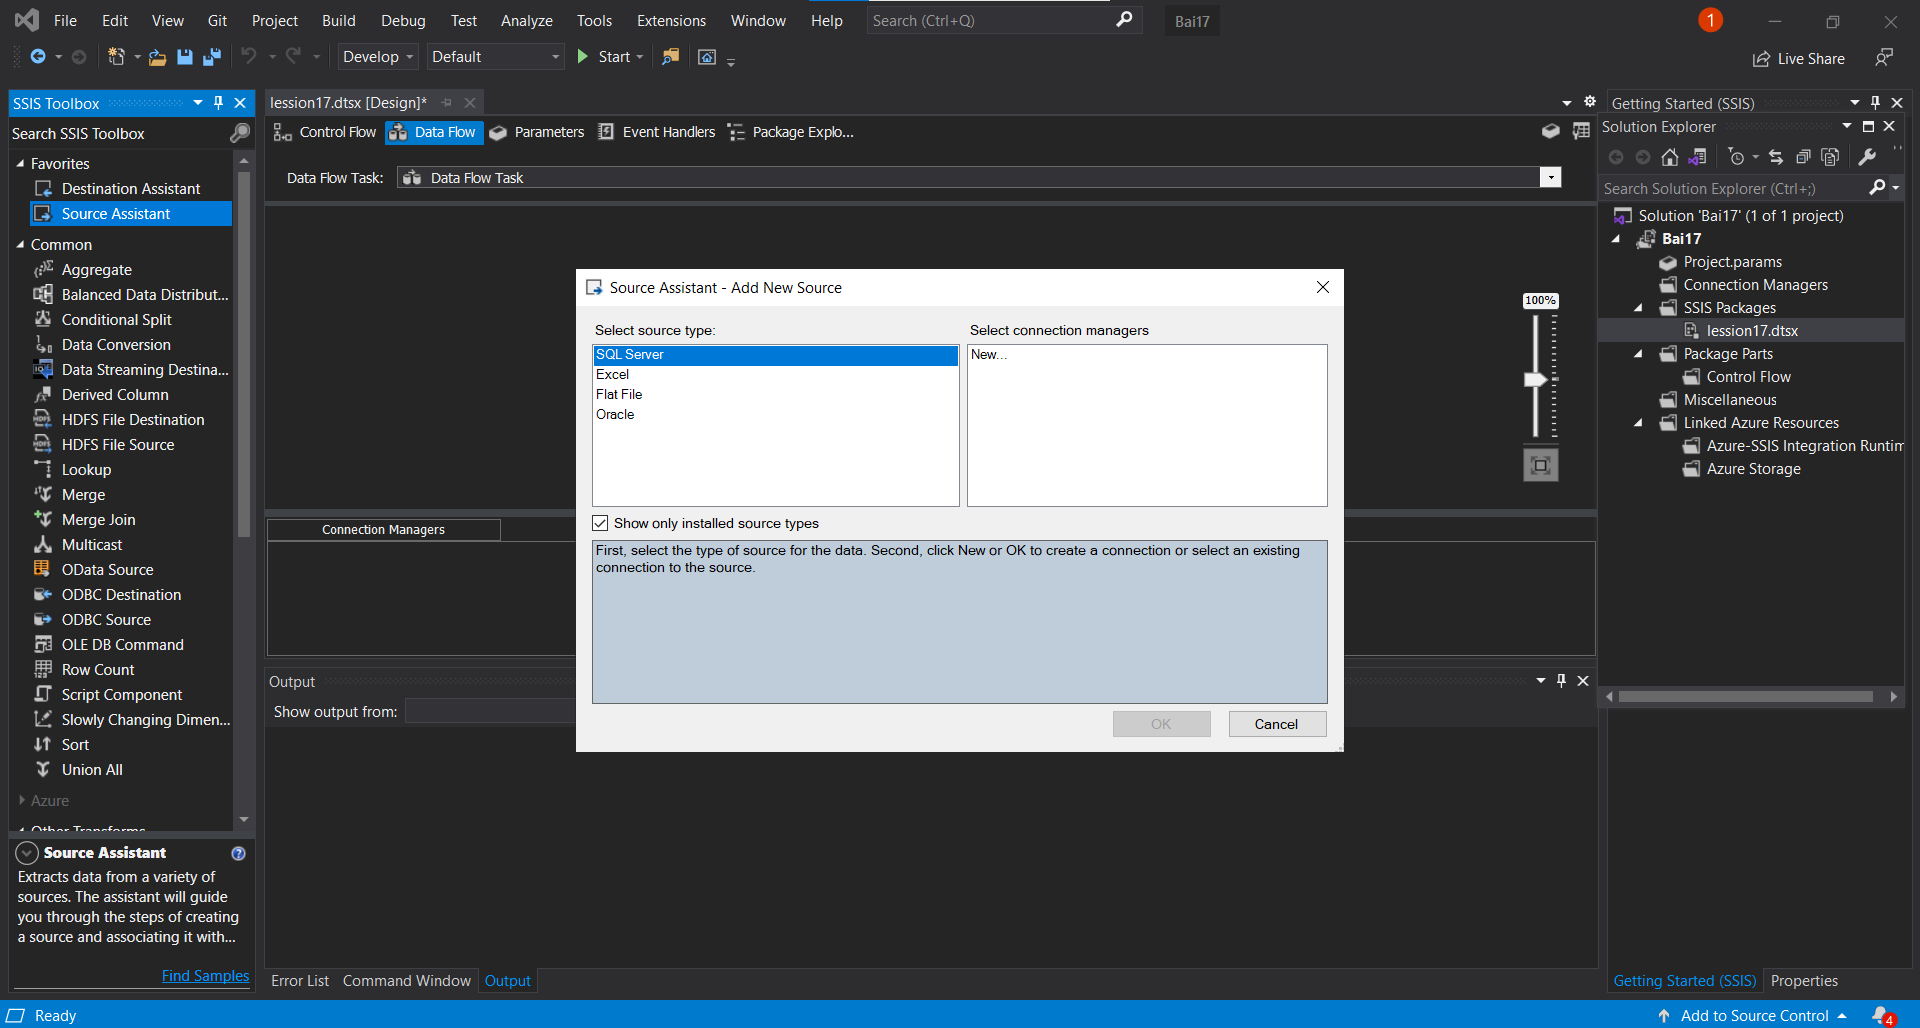 File Edit View Git Project Build Debug Test Analyze Tools Extensions Window Help Search (Ctrl+Q) Bai17 1
Develop Default Start Live Share
SSIS Toolbox
Search SSIS Toolbox
Favorites
Destination Assistant
Source Assistant
Common
Aggregate
Balanced Data Distribut...
Conditional Split
Data Conversion
Data Streaming Destina...
Derived Column
HDFS File Destination
HDFS File Source
Lookup
Merge
Merge Join
Multicast
OData Source
ODBC Destination
ODBC Source
OLE DB Command
Row Count
Script Component
Slowly Changing Dimen...
Sort
Union All
Azure
Other Transforms
Source Assistant
Extracts data from a variety of
sources. The assistant will guide
you through the steps of creating
a source and associating it with...
Find Samples
lession17.dtsx [Design]*
Control Flow Data Flow Parameters Event Handlers Package Explo...
Data Flow Task: Data Flow Task
100%
Connection Managers
Source Assistant - Add New Source
Select source type:
SQL Server
Excel
Flat File
Oracle
Select connection managers
New...
Show only installed source types
First, select the type of source for the data. Second, click New or OK to create a connection or select an existing
connection to the source.
OK Cancel
Output
Show output from:
Error List Command Window Output
Getting Started (SSIS)
Solution Explorer
Search Solution Explorer (Ctrl+;)
Solution 'Bai17' (1 of 1 project)
Bai17
Project.params
Connection Managers
SSIS Packages
lession17.dtsx
Package Parts
Control Flow
Miscellaneous
Linked Azure Resources
Azure-SSIS Integration Runtim
Azure Storage
Getting Started (SSIS) Properties
Ready Add to Source Control 4